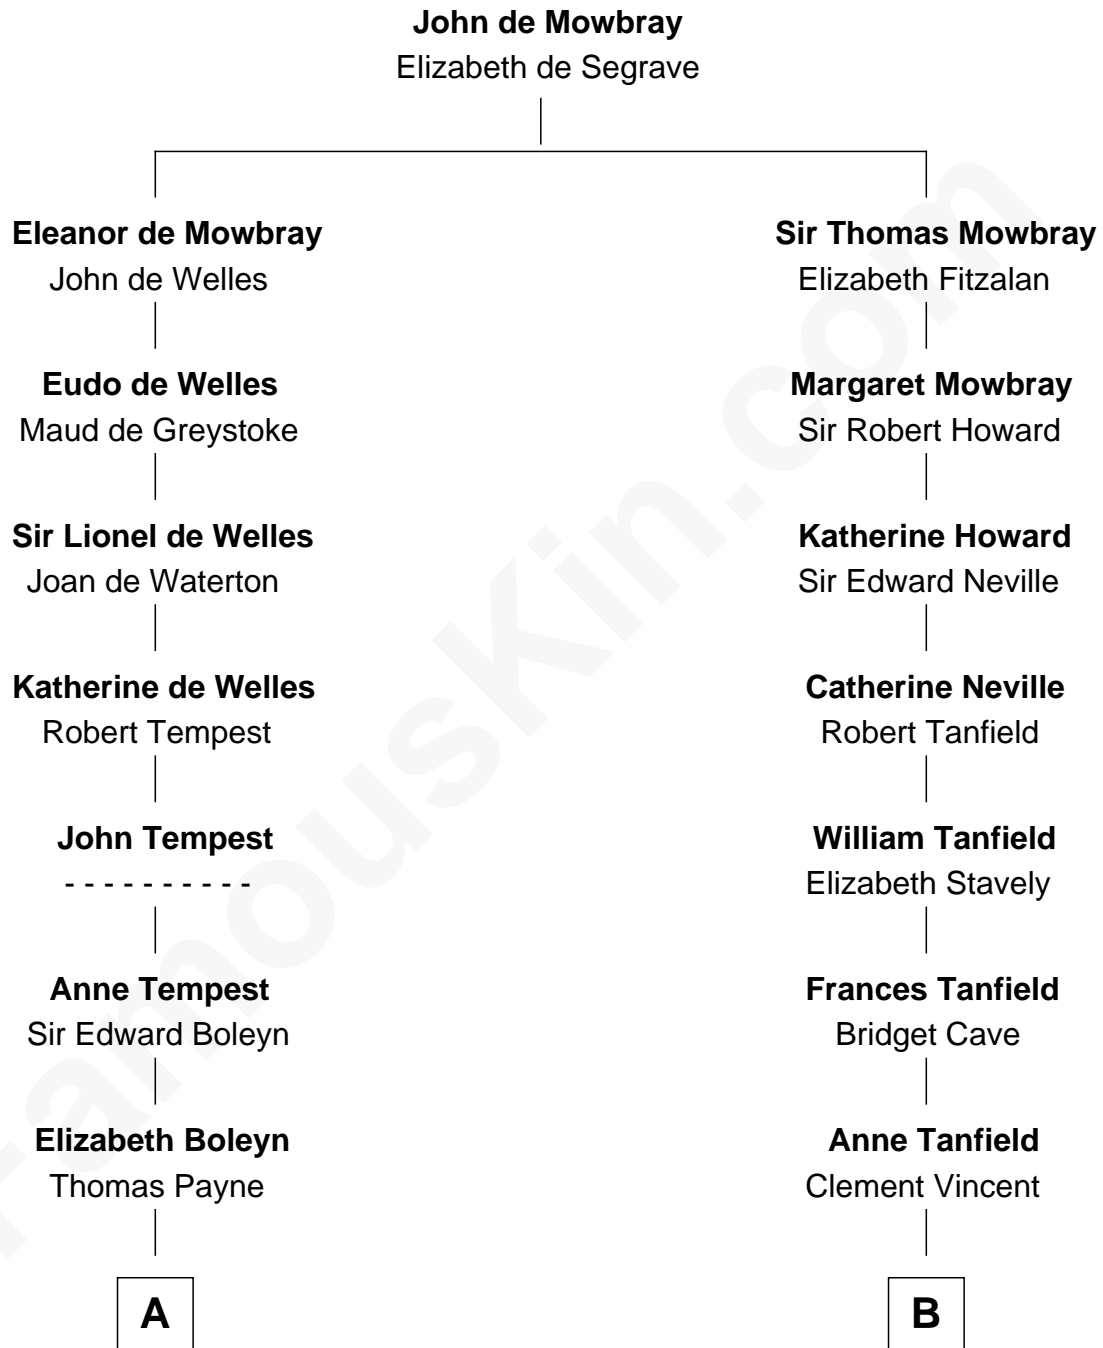 John de Mowbray
Elizabeth de Segrave
Eleanor de Mowbray
John de Welles
Eudo de Welles
Maud de Greystoke
Sir Lionel de Welles
Joan de Waterton
Katherine de Welles
Robert Tempest
John Tempest
- - - - - - - - - -
Anne Tempest
Sir Edward Boleyn
Elizabeth Boleyn
Thomas Payne
A
Sir Thomas Mowbray
Elizabeth Fitzalan
Margaret Mowbray
Sir Robert Howard
Katherine Howard
Sir Edward Neville
Catherine Neville
Robert Tanfield
William Tanfield
Elizabeth Stavely
Frances Tanfield
Bridget Cave
Anne Tanfield
Clement Vincent
B
FamousKin.com